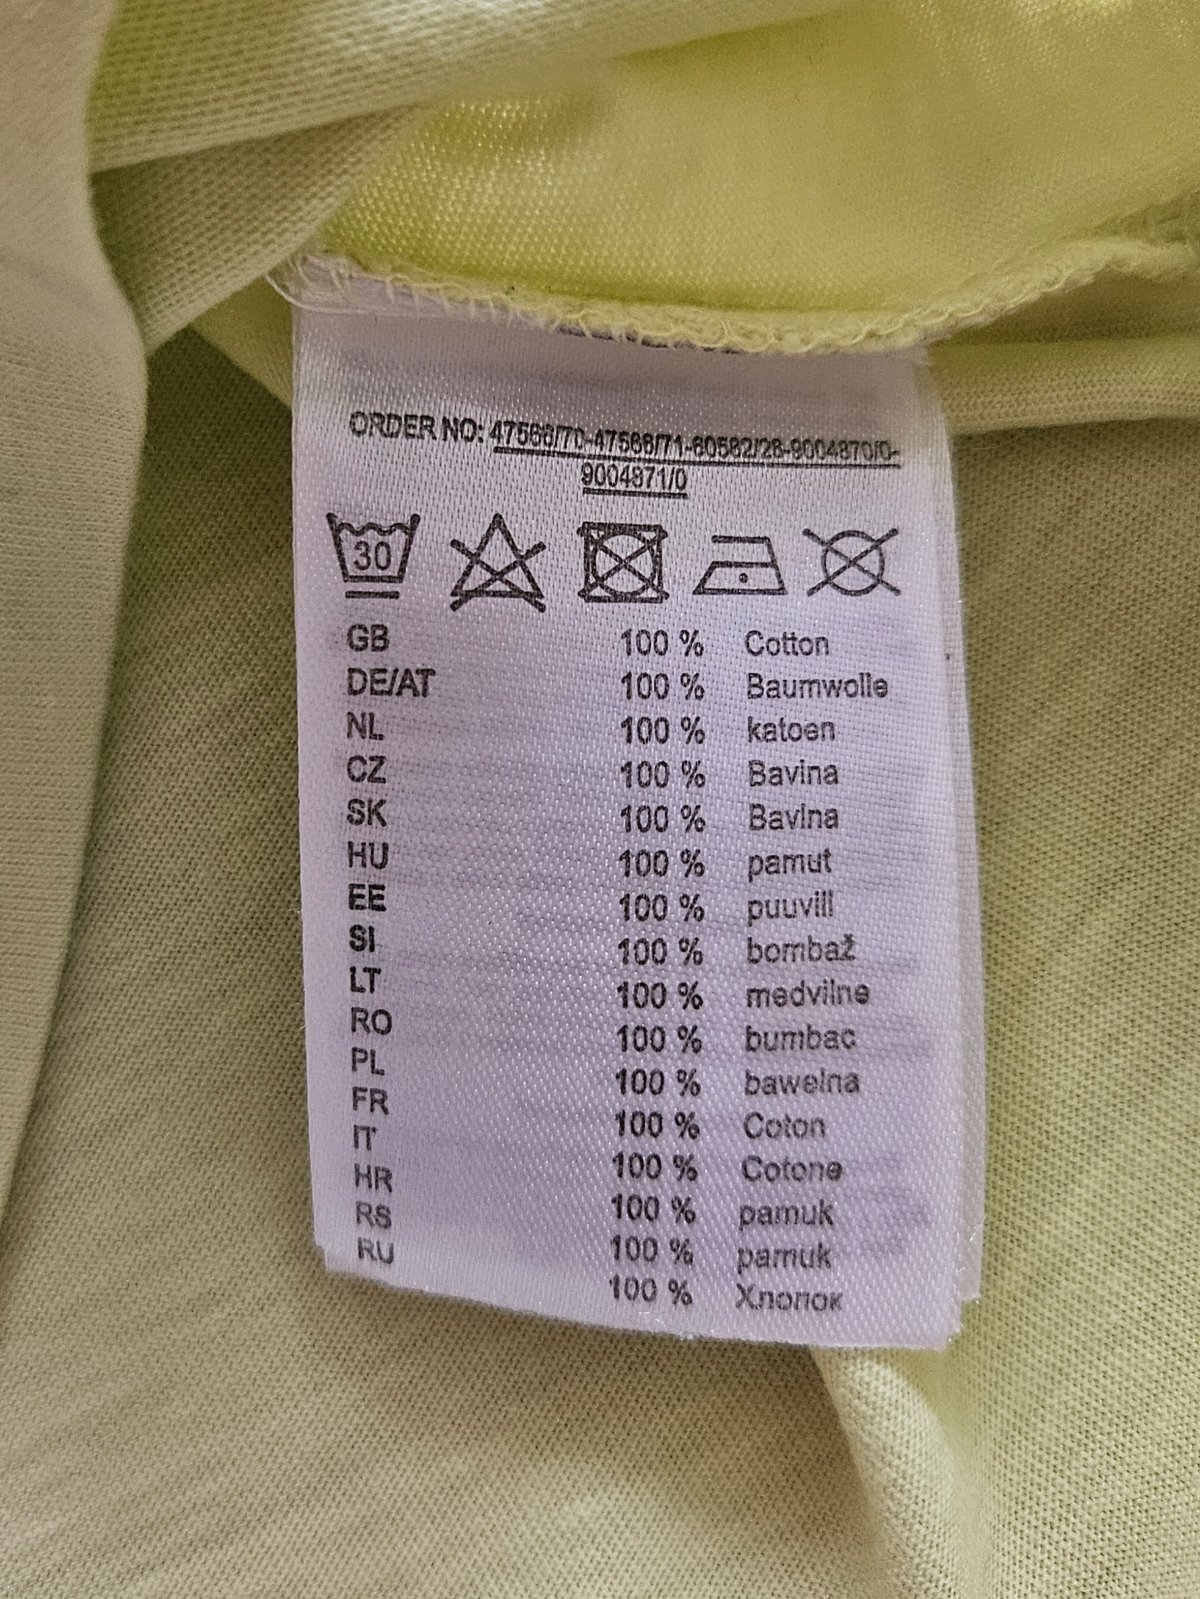 ORDER NO: 47586/70-47586/71-60582/28-9004870/0-
9004871/0
30
GB 100 % Cotton
DE/AT 100 % Baumwolle
NL 100 % katoen
CZ 100 % Bavlna
SK 100 % Bavlna
HU 100 % pamut
EE 100 % puuvill
SI 100 % bombaž
LT 100 % medvilne
RO 100 % bumbac
PL 100 % bawelna
FR 100 % Coton
IT 100 % Cotone
HR 100 % pamuk
RS 100 % pamuk
RU 100 % Хлопок